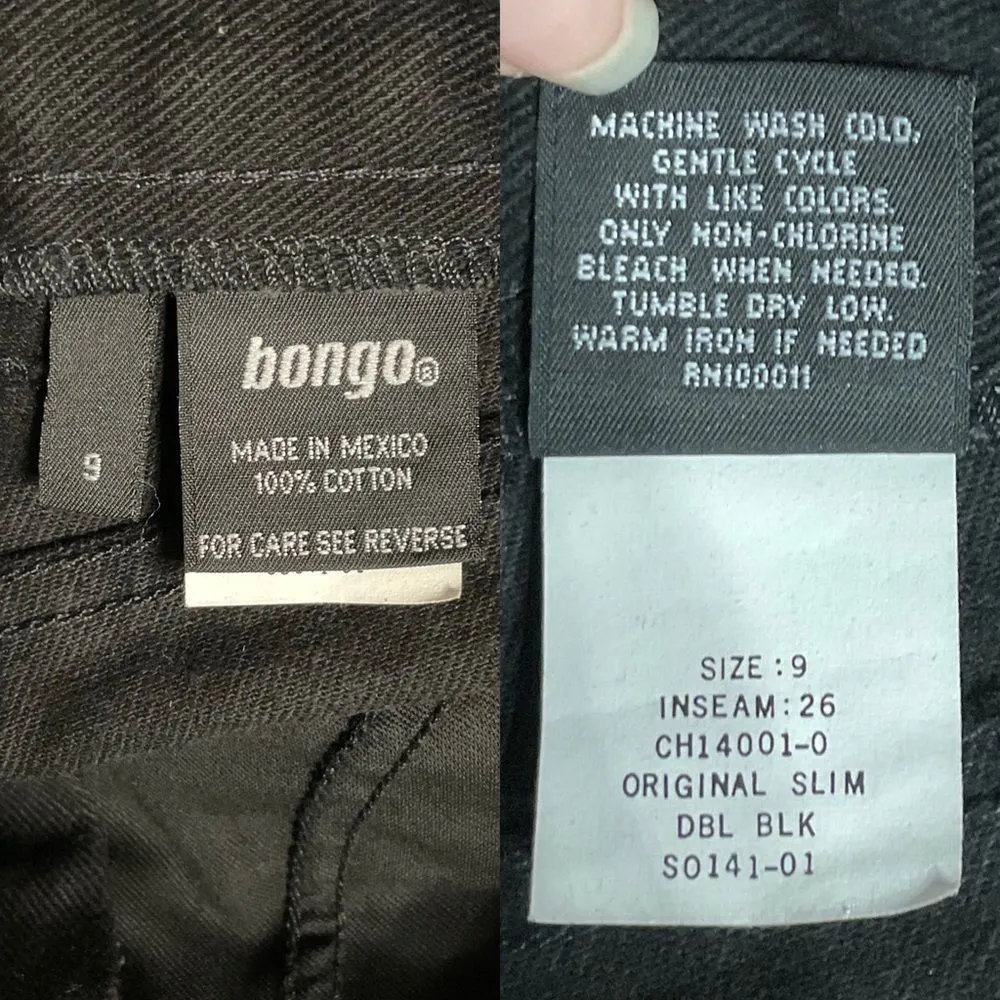 9
bongo®
MADE IN MEXICO
100% COTTON
FOR CARE SEE REVERSE
MACHINE WASH COLD,
GENTLE CYCLE
WITH LIKE COLORS.
ONLY NON-CHLORINE
BLEACH WHEN NEEDED.
TUMBLE DRY LOW.
WARM IRON IF NEEDED
RN100011
SIZE : 9
INSEAM : 26
CH14001-0
ORIGINAL SLIM
DBL BLK
S0141-01